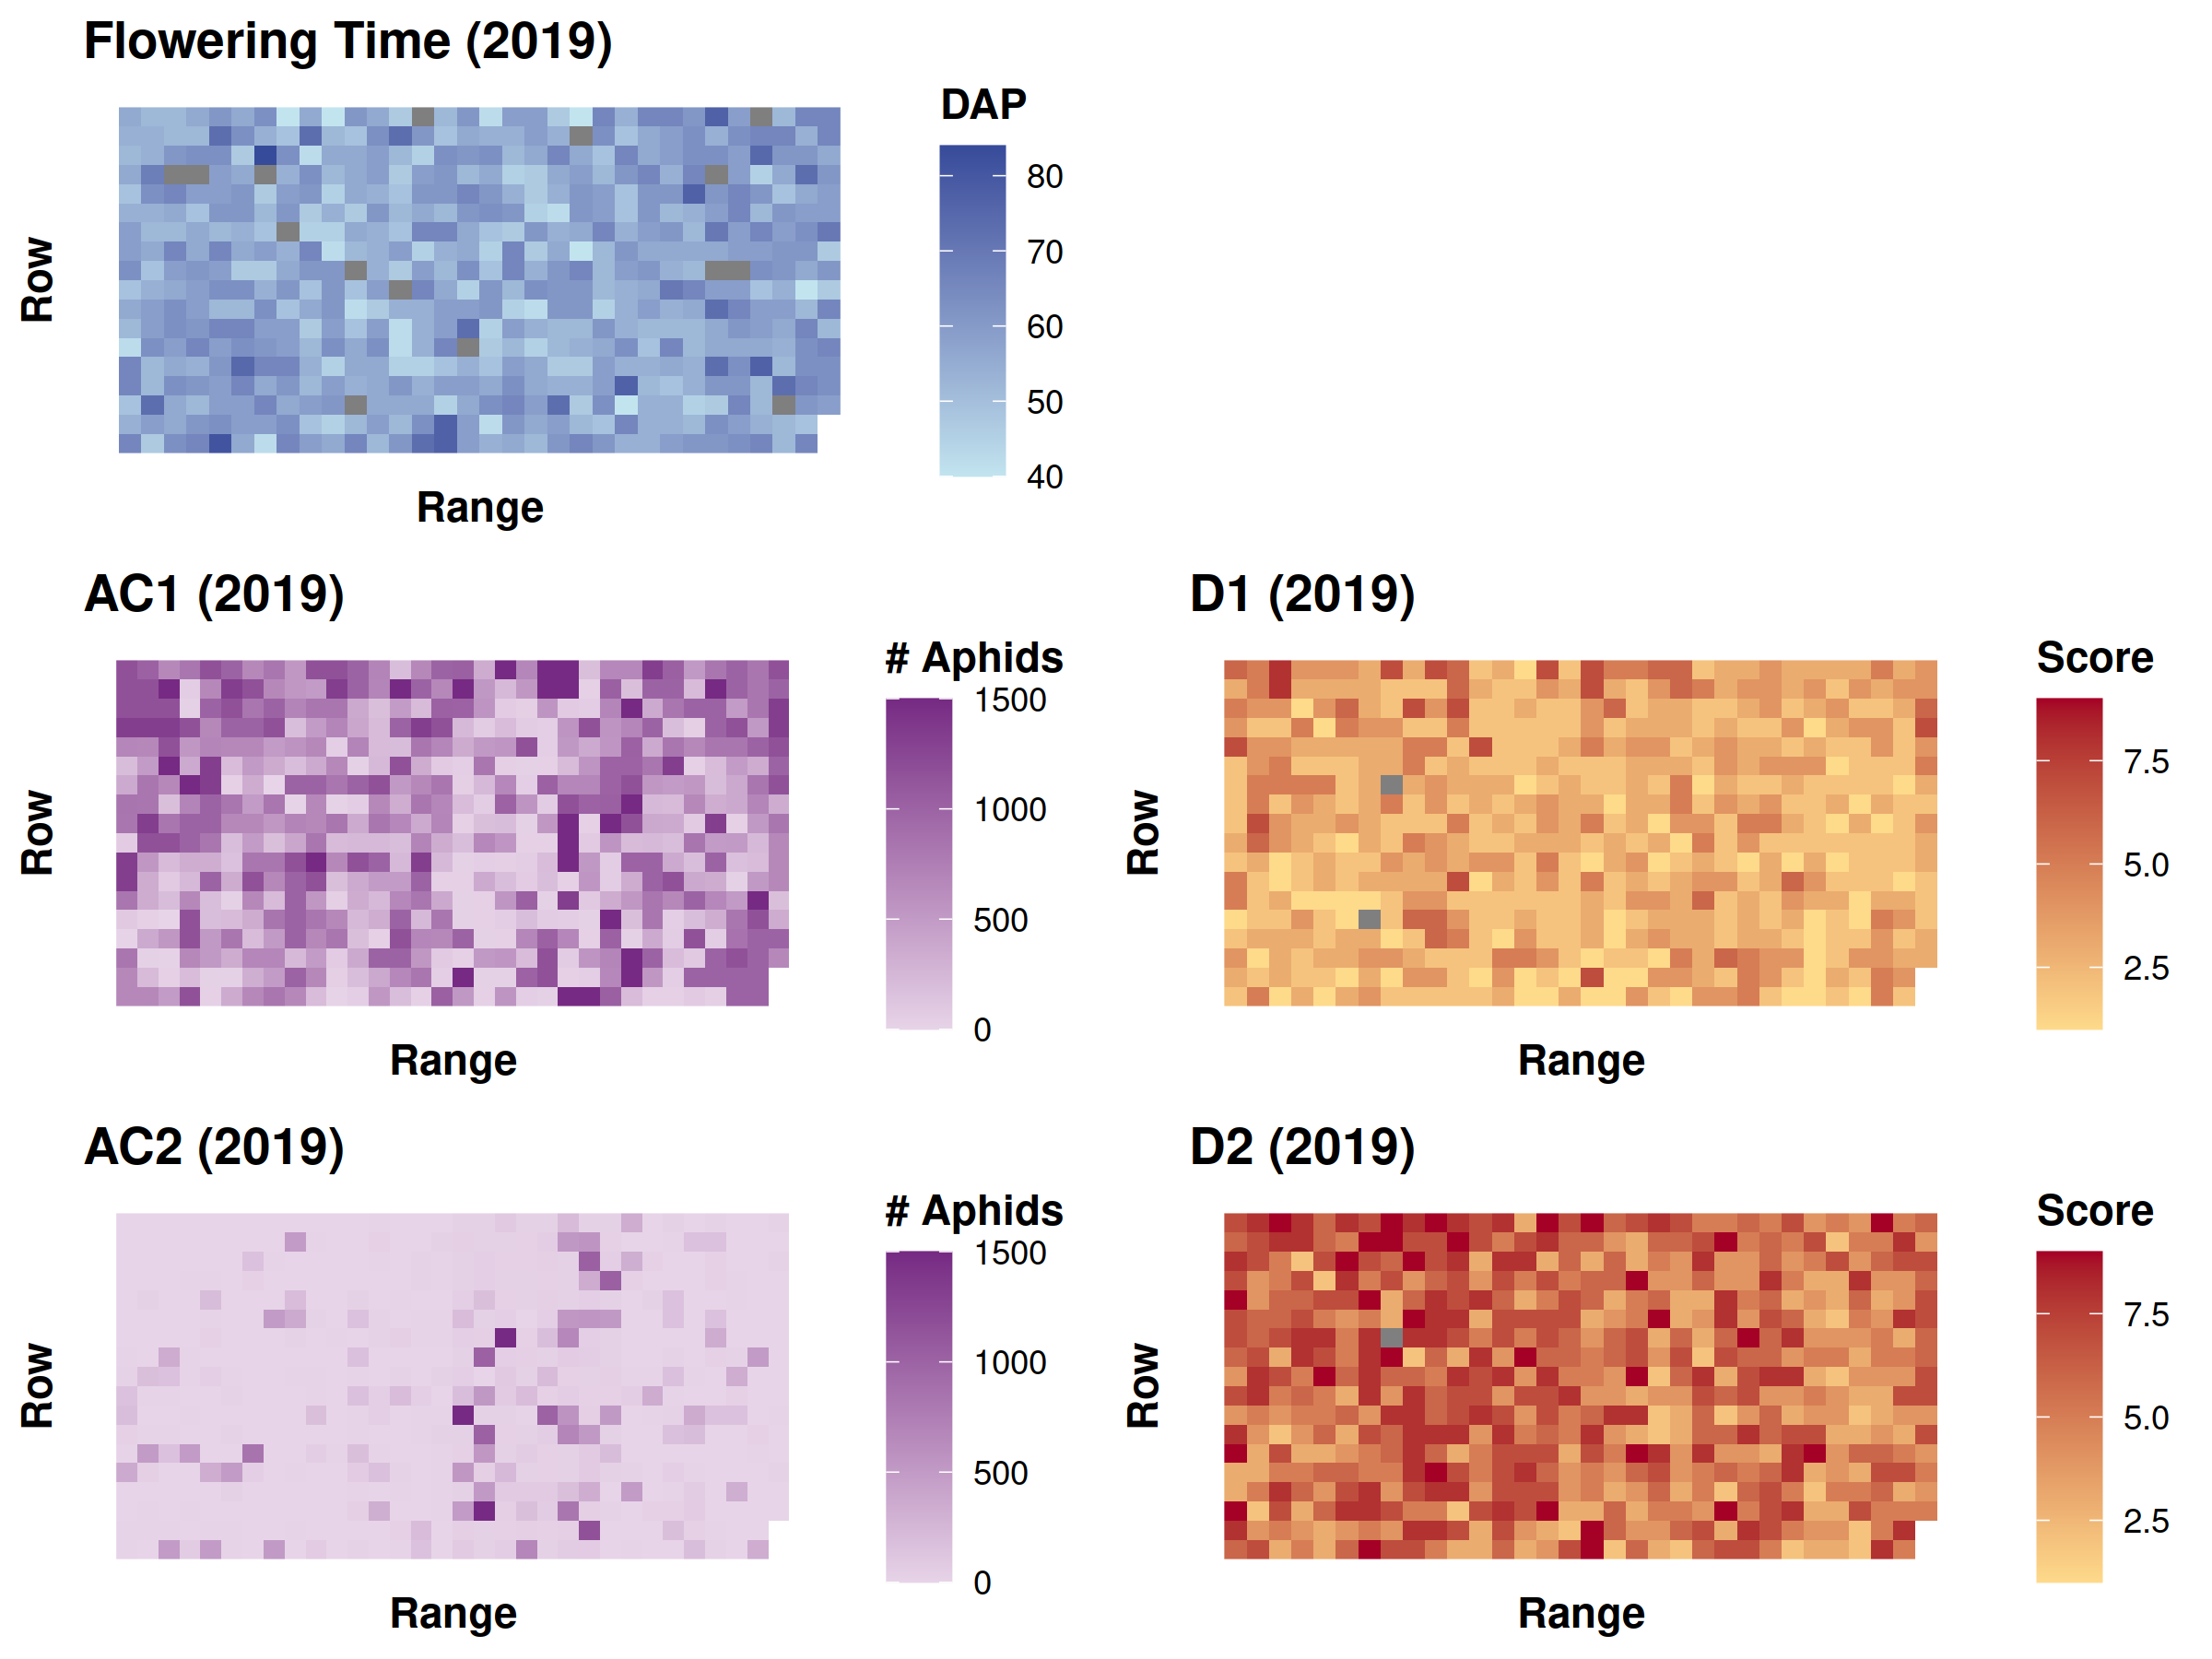 Flowering Time (2019)
DAP
80
70
60
50
40
Row
Range
AC1 (2019)
# Aphids
1500
1000
500
0
Row
Range
D1 (2019)
Score
7.5
5.0
2.5
Row
Range
AC2 (2019)
# Aphids
1500
1000
500
0
Row
Range
D2 (2019)
Score
7.5
5.0
2.5
Row
Range